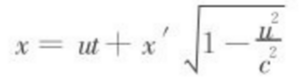 x = ut + x′ √(1 − u²/c²)